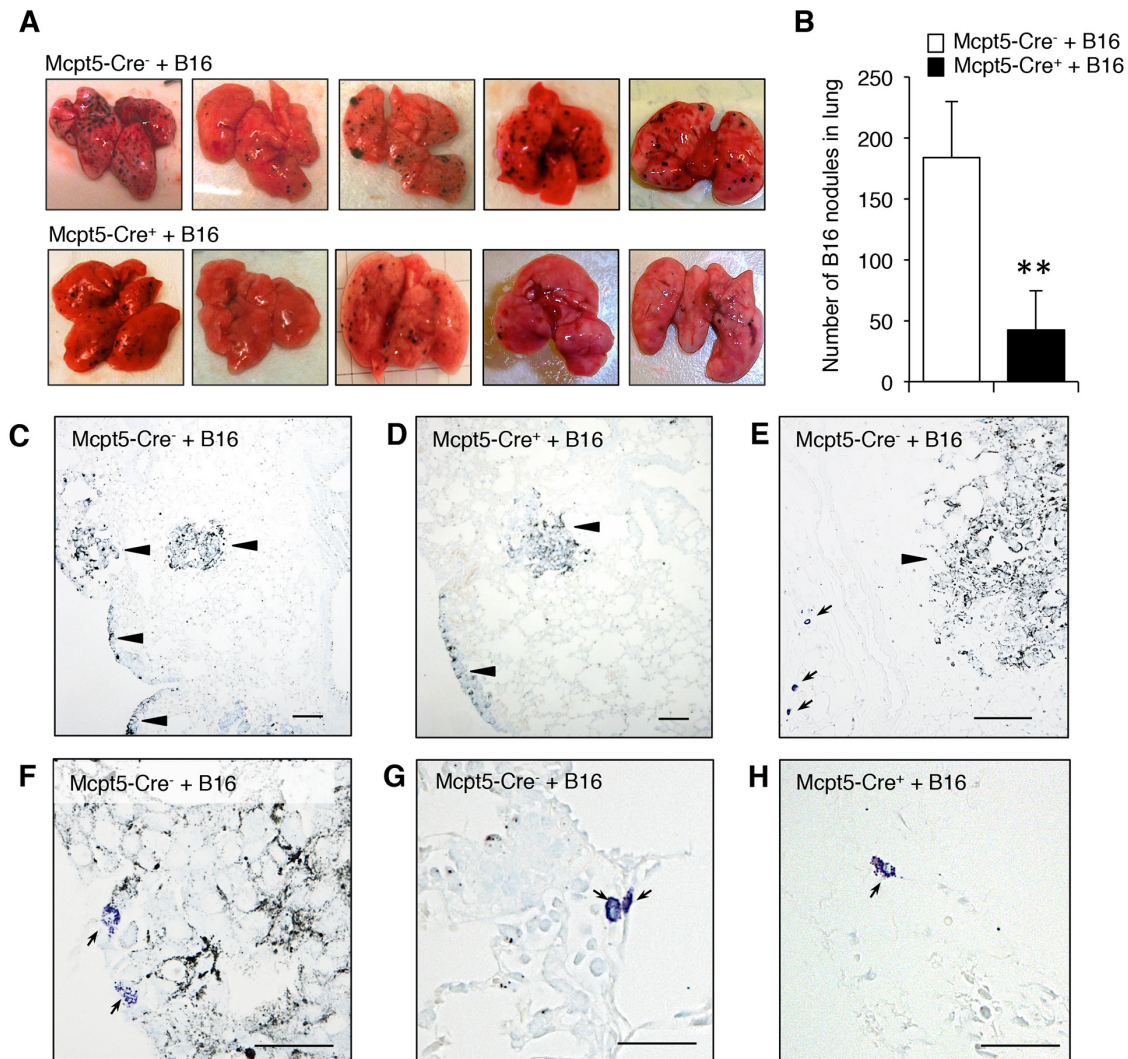 A
Mcpt5-Cre⁻ + B16
Mcpt5-Cre⁺ + B16
B
Mcpt5-Cre⁻ + B16
Mcpt5-Cre⁺ + B16
Number of B16 nodules in lung
250
200
150
100
50
0
**
C
Mcpt5-Cre⁻ + B16
D
Mcpt5-Cre⁺ + B16
E
Mcpt5-Cre⁻ + B16
F
Mcpt5-Cre⁻ + B16
G
Mcpt5-Cre⁻ + B16
H
Mcpt5-Cre⁺ + B16